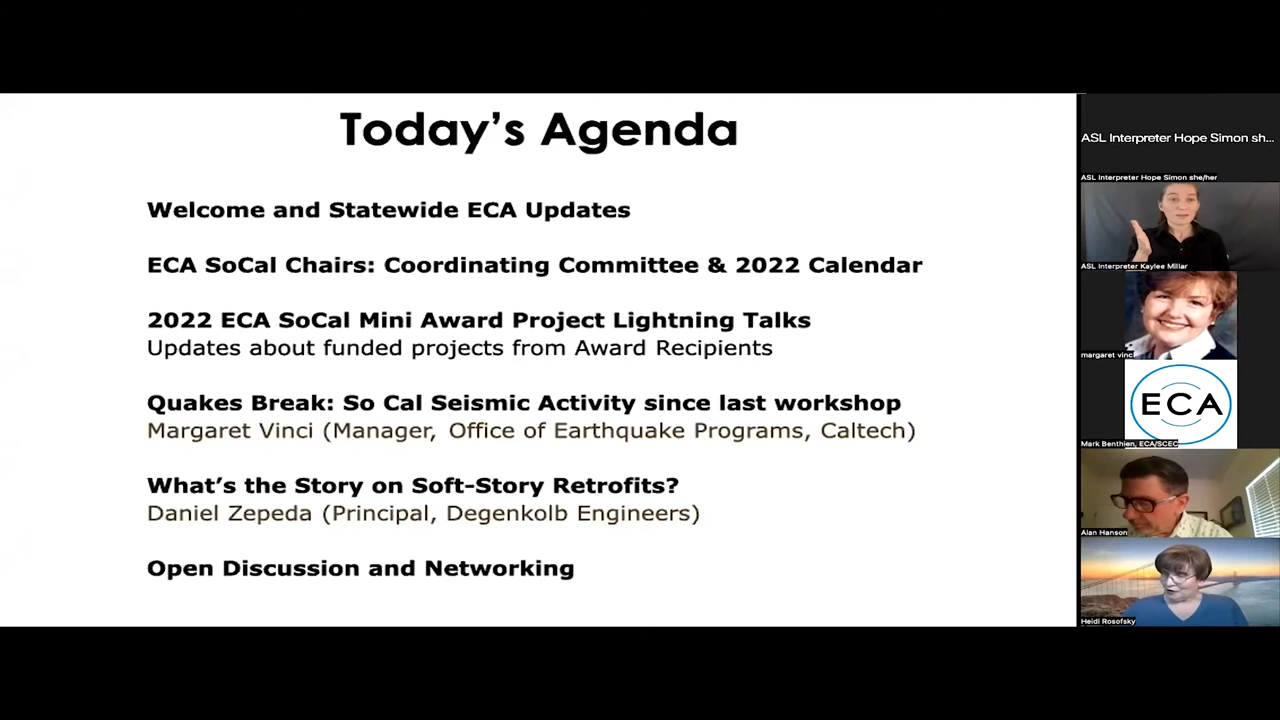 Today's Agenda
Welcome and Statewide ECA Updates
ECA SoCal Chairs: Coordinating Committee & 2022 Calendar
2022 ECA SoCal Mini Award Project Lightning Talks
Updates about funded projects from Award Recipients
Quakes Break: So Cal Seismic Activity since last workshop
Margaret Vinci (Manager, Office of Earthquake Programs, Caltech)
What's the Story on Soft-Story Retrofits?
Daniel Zepeda (Principal, Degenkolb Engineers)
Open Discussion and Networking
ASL Interpreter Hope Simon sh...
ASL Interpreter Hope Simon she/her
ASL Interpreter Kaylee Millar
margaret vinci
ECA
Mark Benthien, ECA/SCEC
Alan Hanson
Heidi Rosofsky